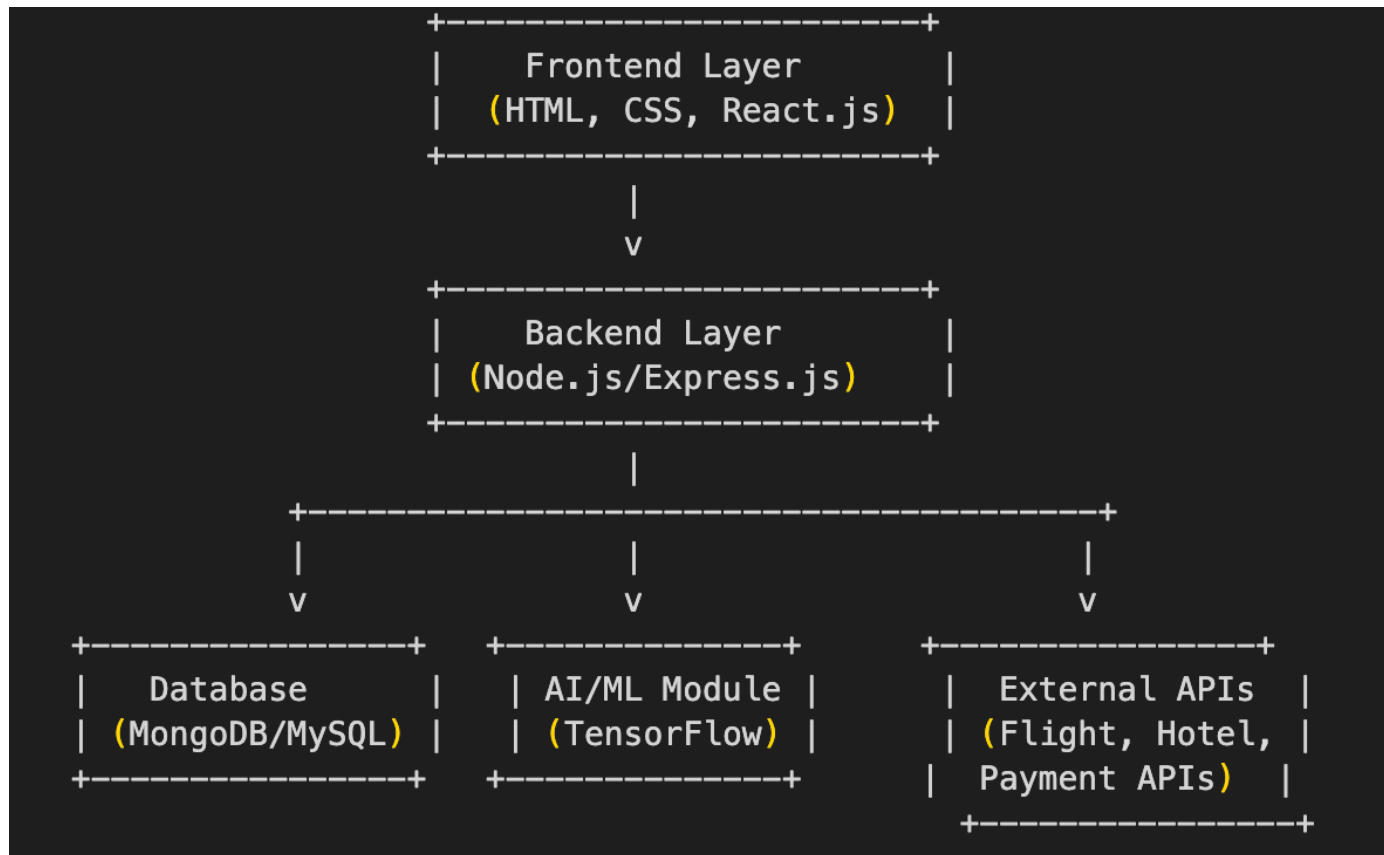 +------------------------+
|    Frontend Layer       |
|  (HTML, CSS, React.js)  |
+------------------------+
|
v
+------------------------+
|    Backend Layer        |
| (Node.js/Express.js)    |
+------------------------+
|
+----------------------------------------+
|                |                      |
v                v                      v
+----------------+   +--------------+      +----------------+
|   Database      |   | AI/ML Module |      |  External APIs  |
| (MongoDB/MySQL) |   | (TensorFlow) |      | (Flight, Hotel, |
+----------------+   +--------------+      |  Payment APIs)  |
+----------------+